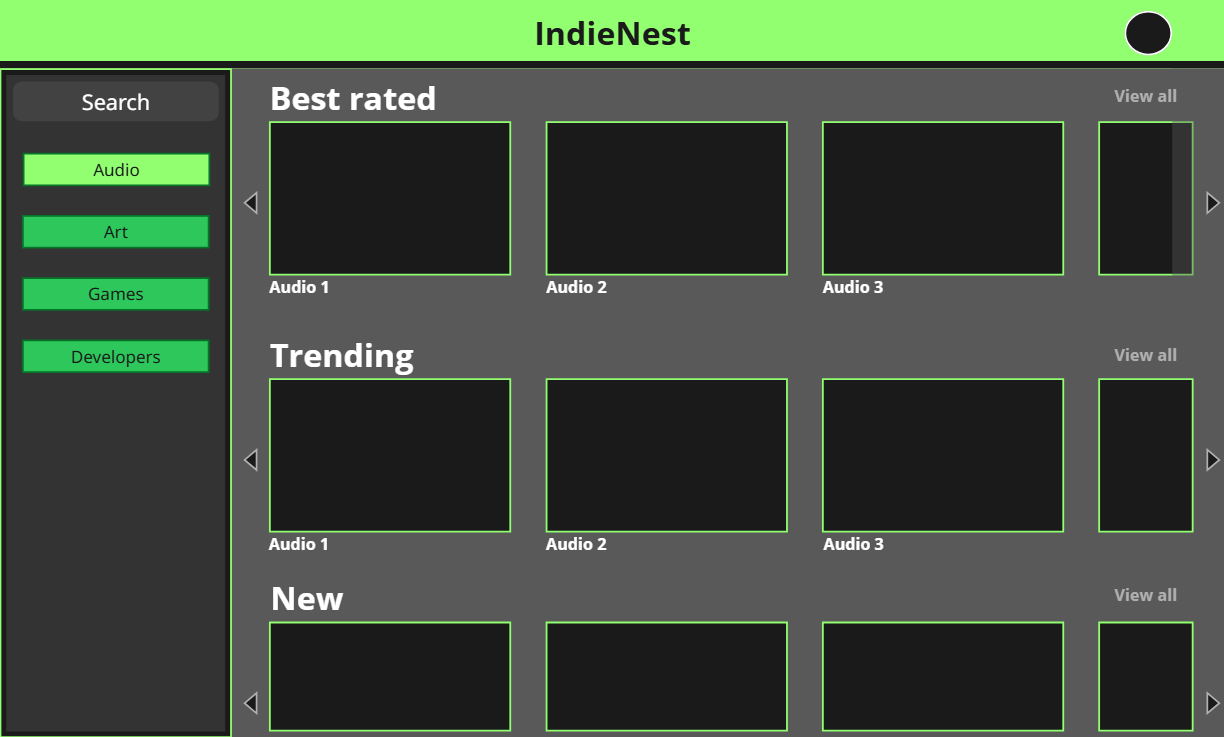 IndieNest
Search
Audio
Art
Games
Developers
Best rated
View all
Audio 1
Audio 2
Audio 3
Trending
View all
Audio 1
Audio 2
Audio 3
New
View all